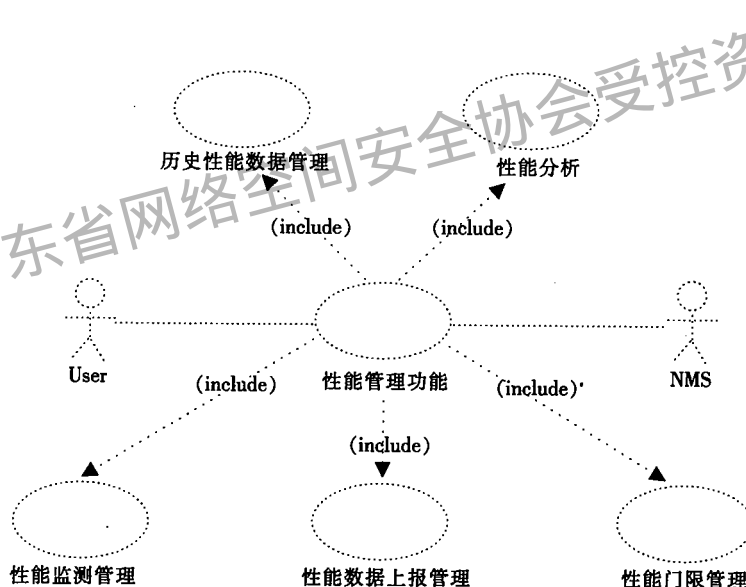 东省网络空间安全协会受控资
历史性能数据管理
性能分析
(include)
(include)
User
NMS
(include)
性能管理功能
(include)
(include)
性能监测管理
性能数据上报管理
性能门限管理